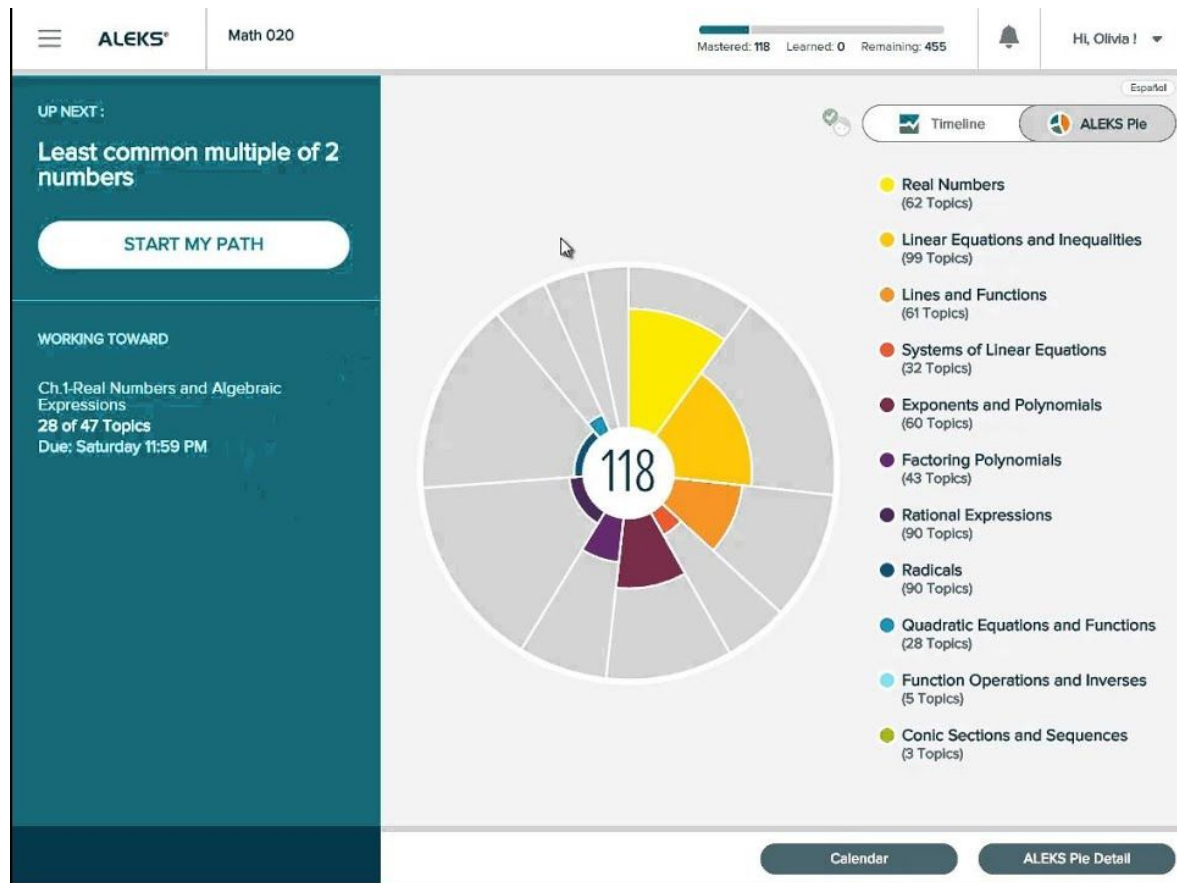 ALEKS®
Math 020
Mastered: 118 Learned: 0 Remaining: 455
Hi, Olivia !
UP NEXT :
Least common multiple of 2
numbers
START MY PATH
WORKING TOWARD
Ch.1-Real Numbers and Algebraic
Expressions
28 of 47 Topics
Due: Saturday 11:59 PM
Español
Timeline
ALEKS Pie
118
Real Numbers
(62 Topics)
Linear Equations and Inequalities
(99 Topics)
Lines and Functions
(61 Topics)
Systems of Linear Equations
(32 Topics)
Exponents and Polynomials
(60 Topics)
Factoring Polynomials
(43 Topics)
Rational Expressions
(90 Topics)
Radicals
(90 Topics)
Quadratic Equations and Functions
(28 Topics)
Function Operations and Inverses
(5 Topics)
Conic Sections and Sequences
(3 Topics)
Calendar
ALEKS Pie Detail